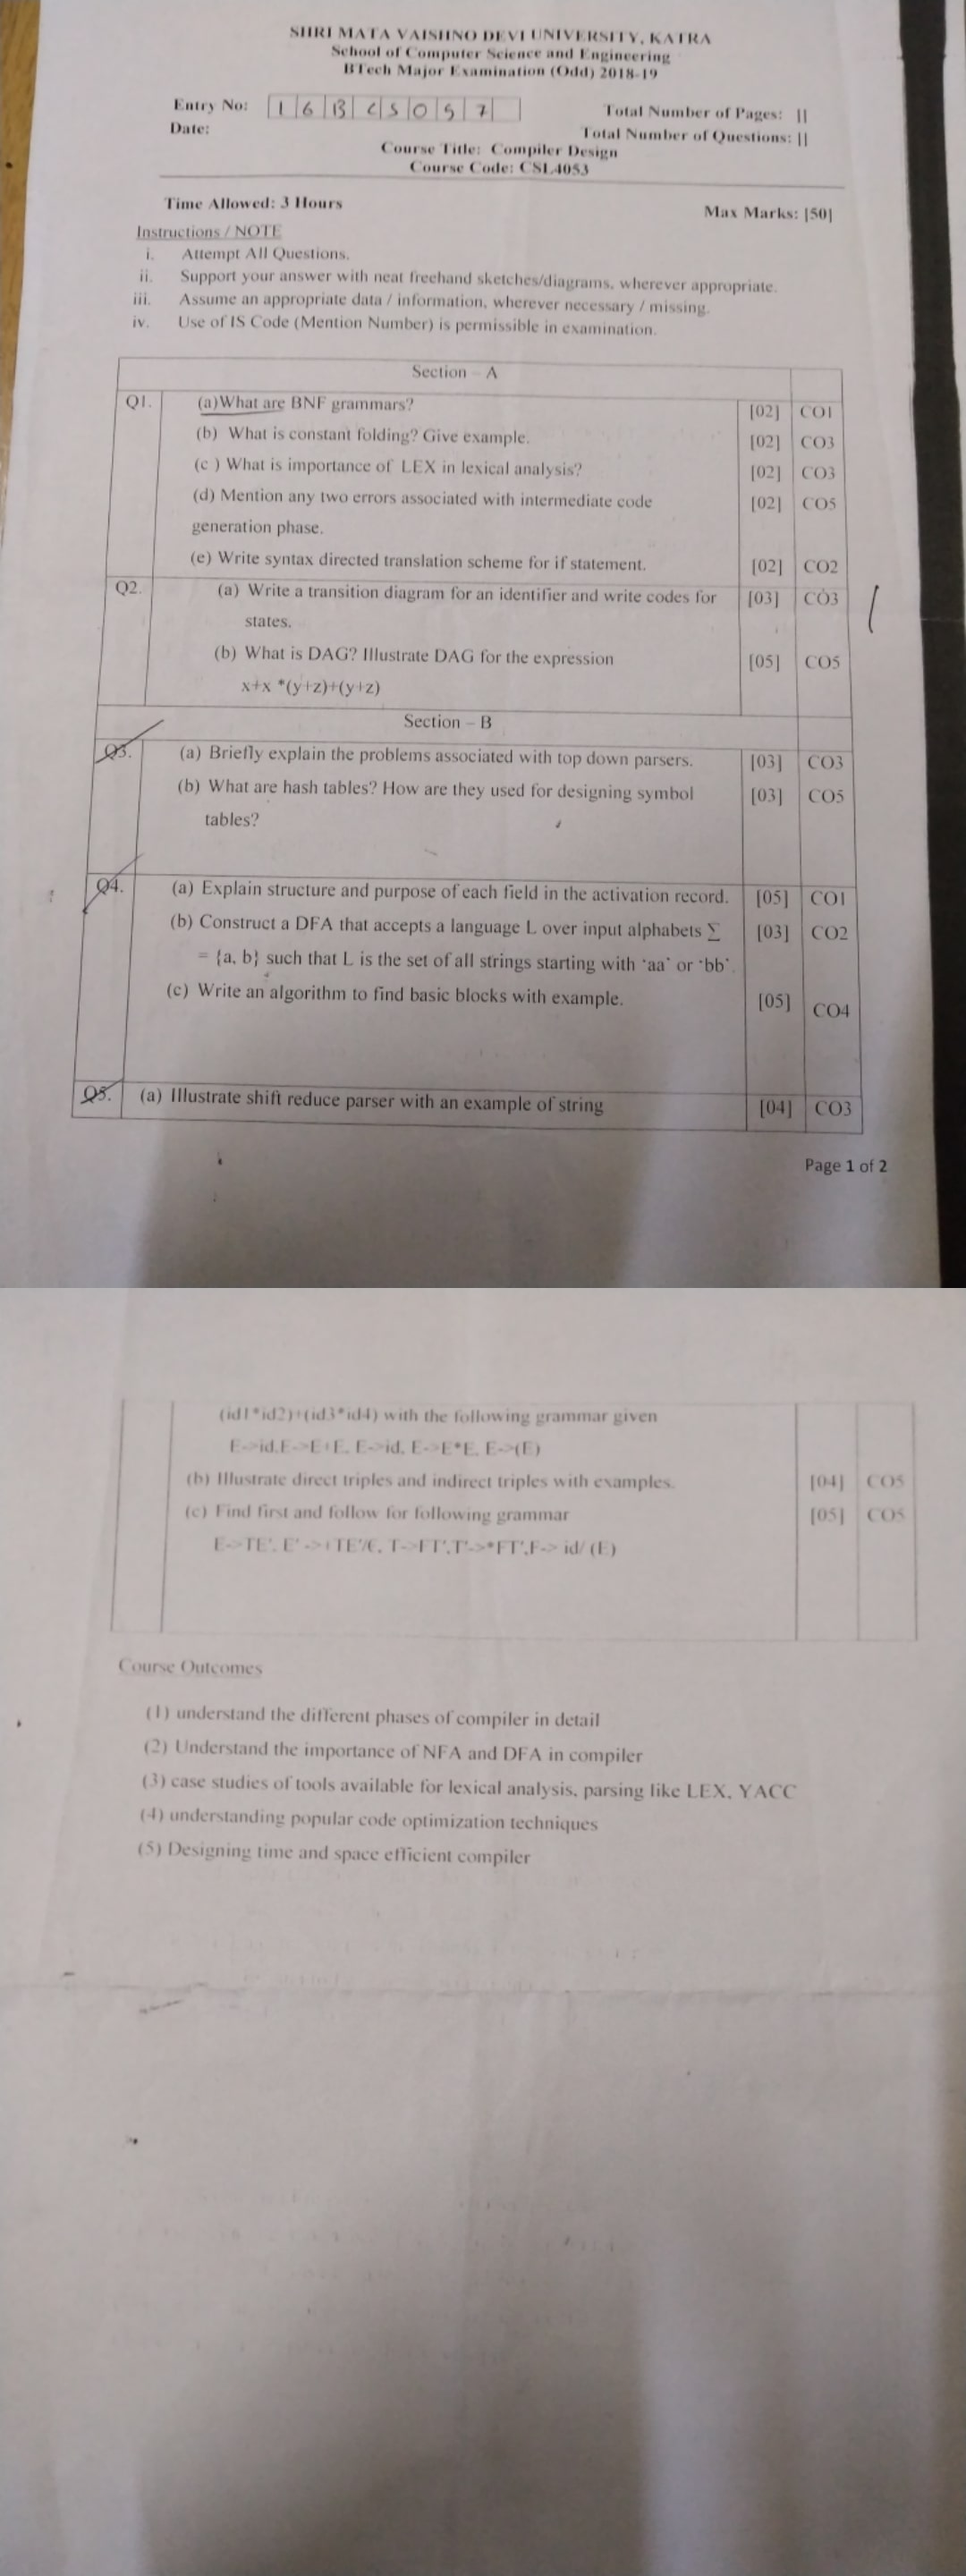 SHRI MATA VAISHNO DEVI UNIVERSITY, KATRA
School of Computer Science and Engineering
BTech Major Examination (Odd) 2018-19
Entry No: 16BCS057
Total Number of Pages: ||
Date:
Total Number of Questions: ||
Course Title: Compiler Design
Course Code: CSL4053
Time Allowed: 3 Hours
Max Marks: [50]
Instructions / NOTE
i. Attempt All Questions.
ii. Support your answer with neat freehand sketches/diagrams, wherever appropriate.
iii. Assume an appropriate data / information, wherever necessary / missing.
iv. Use of IS Code (Mention Number) is permissible in examination.
Section – A
Q1. (a)What are BNF grammars? [02] CO1
(b) What is constant folding? Give example. [02] CO3
(c ) What is importance of LEX in lexical analysis? [02] CO3
(d) Mention any two errors associated with intermediate code [02] CO5
generation phase.
(e) Write syntax directed translation scheme for if statement. [02] CO2
Q2. (a) Write a transition diagram for an identifier and write codes for [03] CO3
states.
(b) What is DAG? Illustrate DAG for the expression [05] CO5
x+x *(y+z)+(y+z)
Section – B
Q3. (a) Briefly explain the problems associated with top down parsers. [03] CO3
(b) What are hash tables? How are they used for designing symbol [03] CO5
tables?
Q4. (a) Explain structure and purpose of each field in the activation record. [05] CO1
(b) Construct a DFA that accepts a language L over input alphabets ∑ [03] CO2
= {a, b} such that L is the set of all strings starting with 'aa' or 'bb'.
(c) Write an algorithm to find basic blocks with example. [05] CO4
Q5. (a) Illustrate shift reduce parser with an example of string [04] CO3
Page 1 of 2
(id1*id2)+(id3*id4) with the following grammar given
E->id,E->E+E, E->id, E->E*E, E->(E)
(b) Illustrate direct triples and indirect triples with examples. [04] CO5
(c) Find first and follow for following grammar [05] CO5
E->TE', E' ->+TE'/€, T->FT',T'->*FT',F-> id/ (E)
Course Outcomes
(1) understand the different phases of compiler in detail
(2) Understand the importance of NFA and DFA in compiler
(3) case studies of tools available for lexical analysis, parsing like LEX, YACC
(4) understanding popular code optimization techniques
(5) Designing time and space efficient compiler